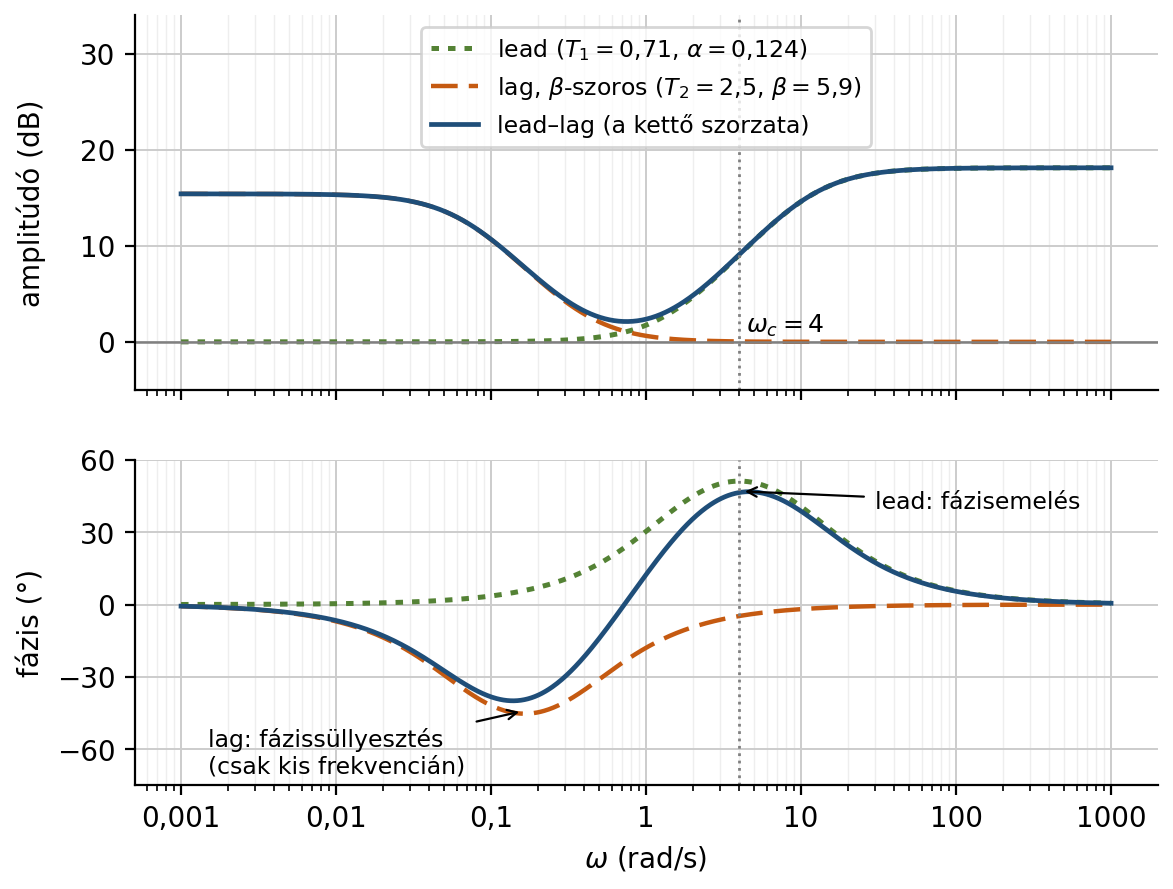 30
20
10
0
amplitúdó (dB)
lead (T₁ = 0,71, α = 0,124)
lag, β-szoros (T₂ = 2,5, β = 5,9)
lead–lag (a kettő szorzata)
ω_c = 4
60
30
0
−30
−60
fázis (°)
lead: fázisemelés
lag: fázissüllyesztés
(csak kis frekvencián)
0,001 0,01 0,1 1 10 100 1000
ω (rad/s)